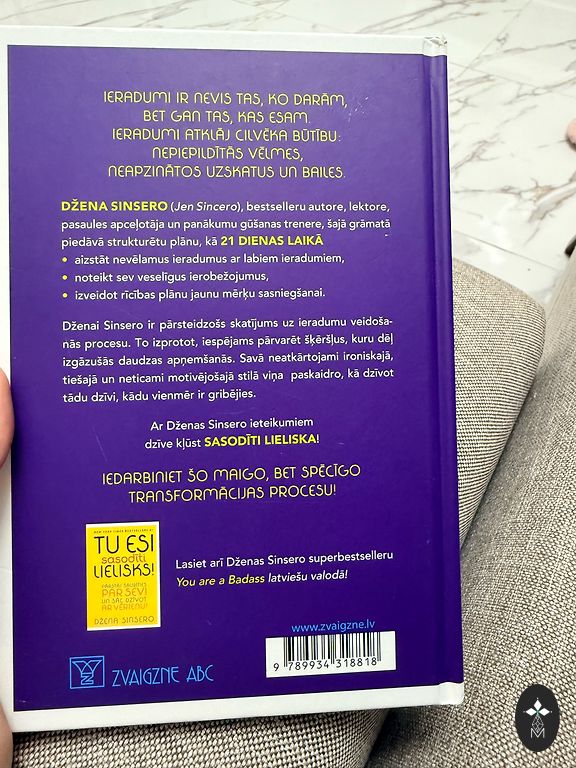 IERADUMI IR NEVIS TAS, KO DARĀM,
BET GAN TAS, KAS ESAM.
IERADUMI ATKLĀJ CILVĒKA BŪTĪBU:
NEPIEPILDĪTĀS VĒLMES,
NEAPZINĀTOS UZSKATUS UN BAILES.
DŽENA SINSERO (Jen Sincero), bestselleru autore, lektore,
pasaules apceļotāja un panākumu gūšanas trenere, šajā grāmatā
piedāvā strukturētu plānu, kā 21 DIENAS LAIKĀ
• aizstāt nevēlamus ieradumus ar labiem ieradumiem,
• noteikt sev veselīgus ierobežojumus,
• izveidot rīcības plānu jaunu mērķu sasniegšanai.
Dženai Sinsero ir pārsteidzošs skatījums uz ieradumu veidoša-
nās procesu. To izprotot, iespējams pārvarēt šķēršļus, kuru dēļ
izgāzušās daudzas apņemšanās. Savā neatkārtojami ironiskajā,
tiešajā un neticami motivējošajā stilā viņa paskaidro, kā dzīvot
tādu dzīvi, kādu vienmēr ir gribējies.
Ar Dženas Sinsero ieteikumiem
dzīve kļūst SASODĪTI LIELISKA!
IEDARBINIET ŠO MAIGO, BET SPĒCĪGO
TRANSFORMĀCIJAS PROCESU!
TU ESI
sasodīti
LIELISKS!
PĀRSTĀJ ŠAUBĪTIES
PAR SEVI
UN SĀC DZĪVOT
AR VĒRIENU!
DŽENA SINSERO
Lasiet arī Dženas Sinsero superbestselleru
You are a Badass latviešu valodā!
www.zvaigzne.lv
9 789934 318818
ZVAIGZNE ABC
M